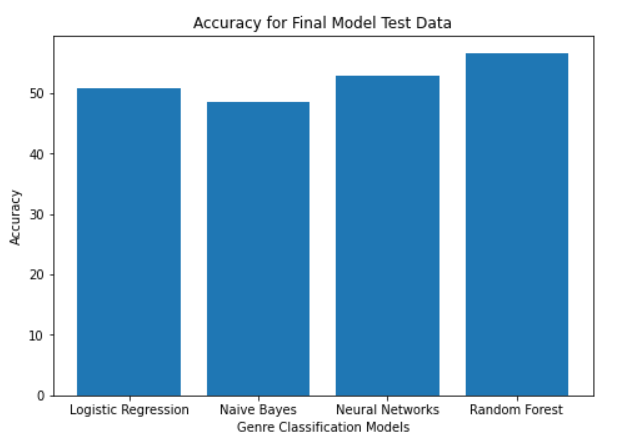 Accuracy for Final Model Test Data
50
40
30
20
10
0
Accuracy
Logistic Regression Naive Bayes Neural Networks Random Forest
Genre Classification Models